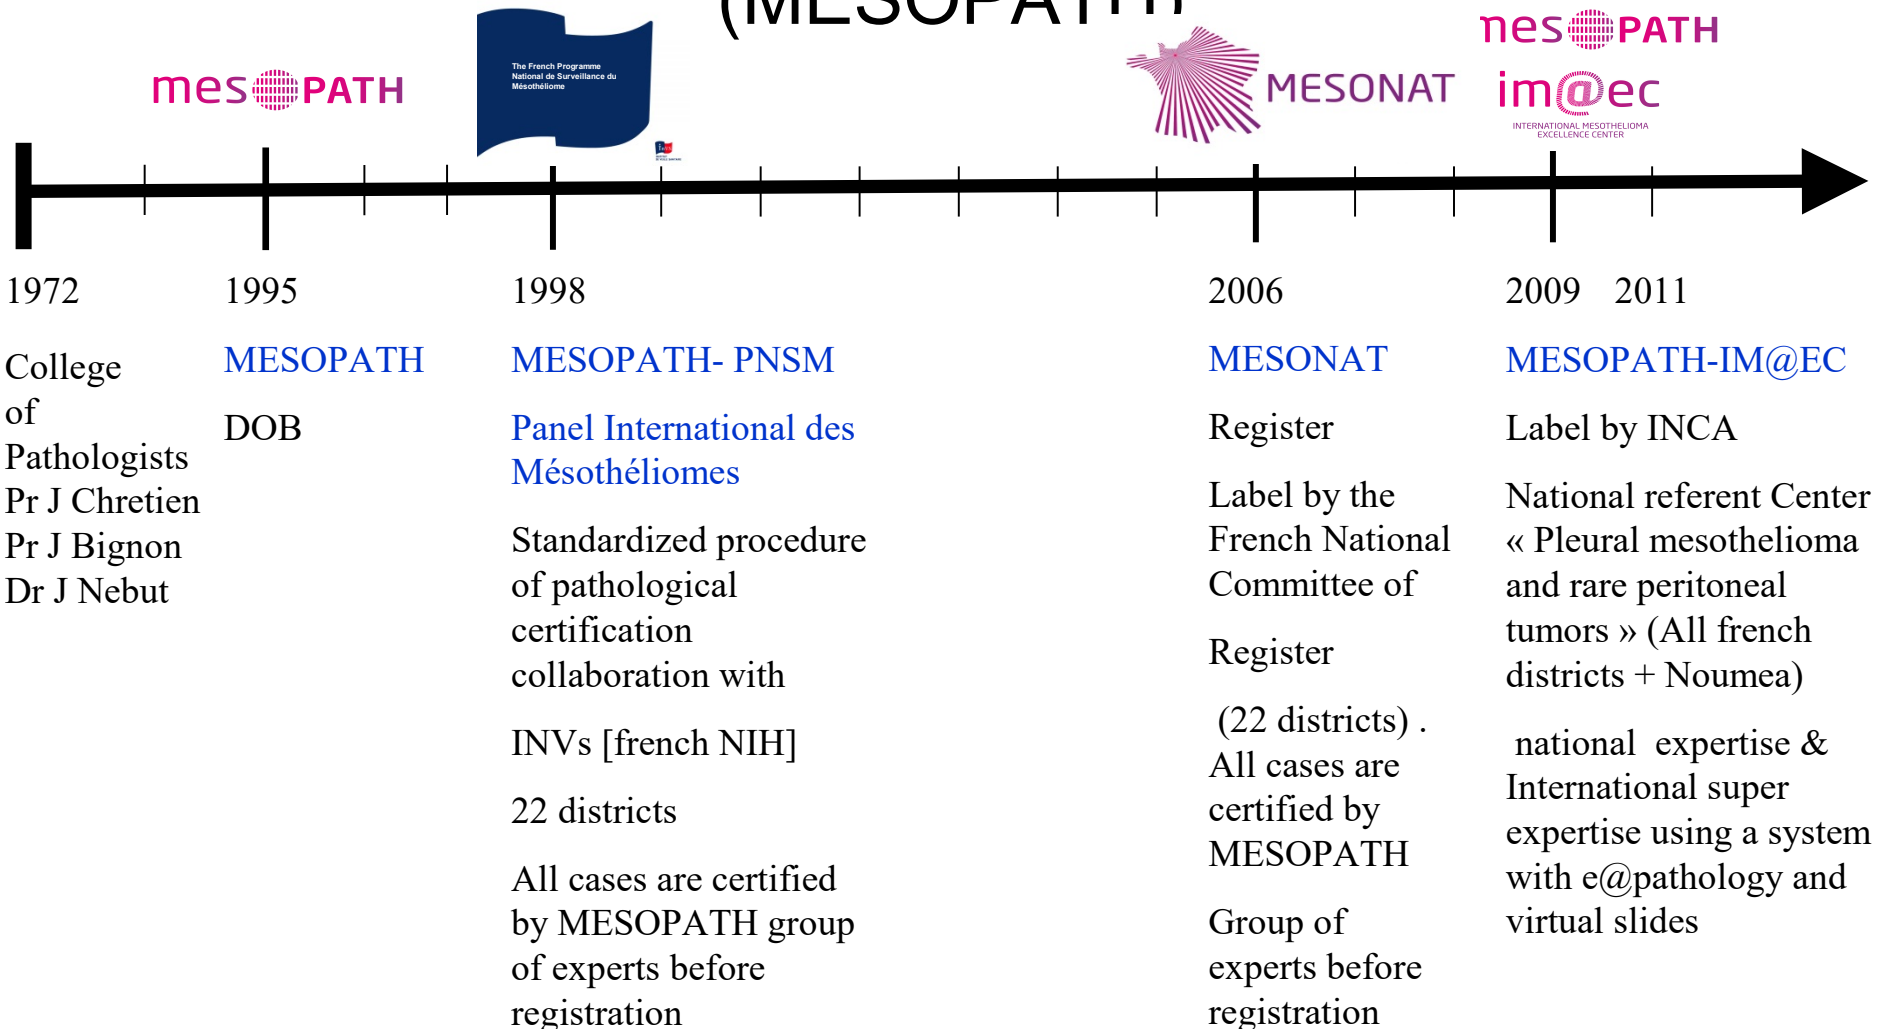 (MESOPATH)
mesPATH
The French Programme
National de Surveillance du
Mésothéliome
MESONAT
mesPATH
im@ec
INTERNATIONAL MESOTHELIOMA
EXCELLENCE CENTER
1972
1995
1998
2006
2009 2011
College
of
Pathologists
Pr J Chretien
Pr J Bignon
Dr J Nebut
MESOPATH
DOB
MESOPATH- PNSM
Panel International des
Mésothéliomes
Standardized procedure
of pathological
certification
collaboration with
INVs [french NIH]
22 districts
All cases are certified
by MESOPATH group
of experts before
registration
MESONAT
Register
Label by the
French National
Committee of
Register
(22 districts) .
All cases are
certified by
MESOPATH
Group of
experts before
registration
MESOPATH-IM@EC
Label by INCA
National referent Center
« Pleural mesothelioma
and rare peritoneal
tumors » (All french
districts + Noumea)
national expertise &
International super
expertise using a system
with e@pathology and
virtual slides